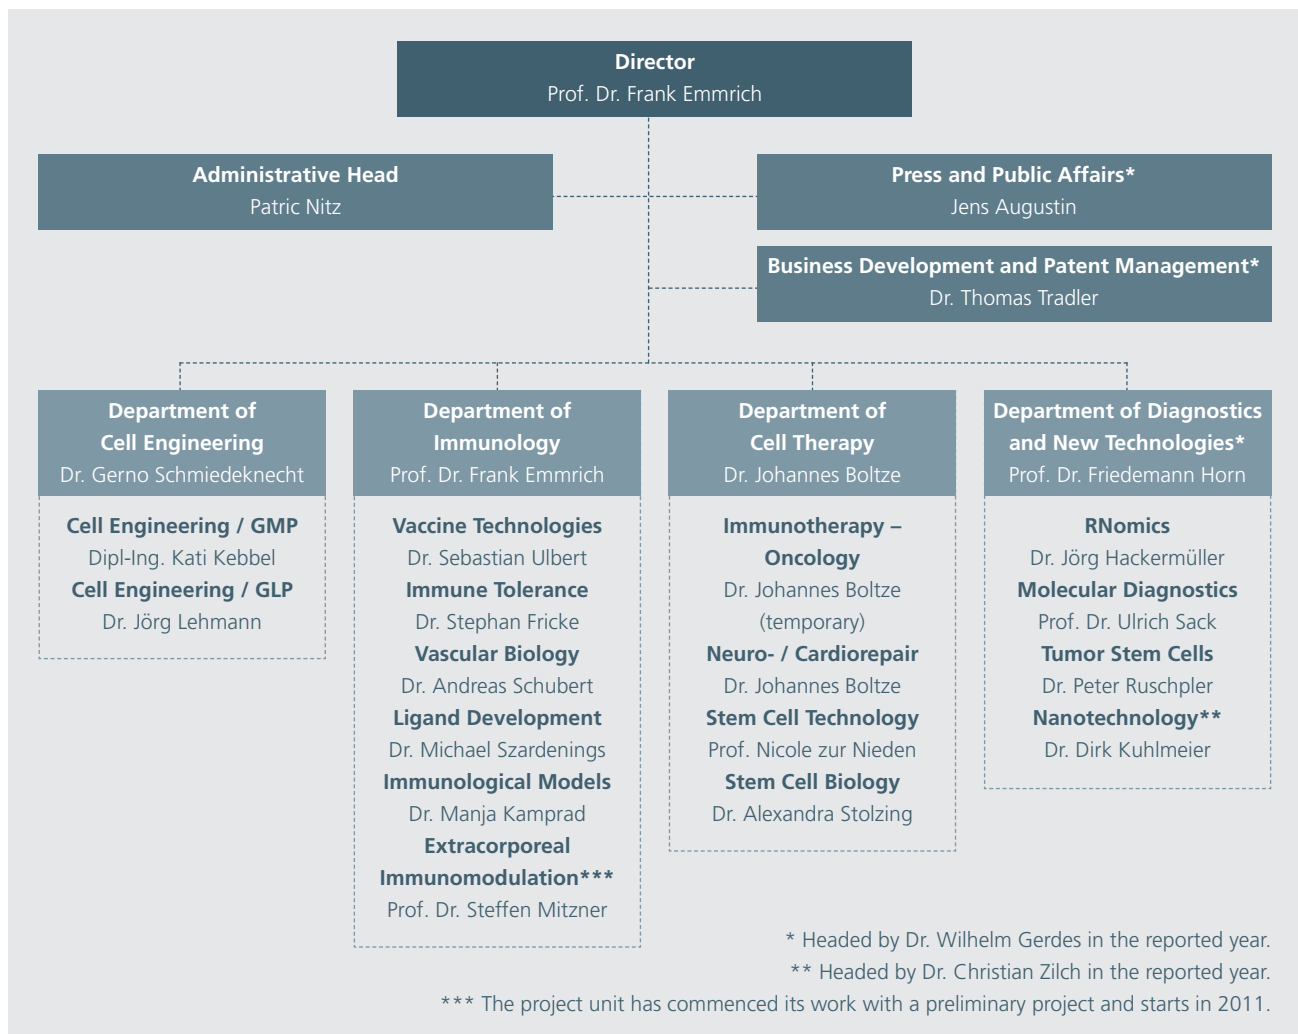 Director
Prof. Dr. Frank Emmrich
Administrative Head
Patric Nitz
Press and Public Affairs*
Jens Augustin
Business Development and Patent Management*
Dr. Thomas Tradler
Department of
Cell Engineering
Dr. Gerno Schmiedeknecht
Cell Engineering / GMP
Dipl-Ing. Kati Kebbel
Cell Engineering / GLP
Dr. Jörg Lehmann
Department of
Immunology
Prof. Dr. Frank Emmrich
Vaccine Technologies
Dr. Sebastian Ulbert
Immune Tolerance
Dr. Stephan Fricke
Vascular Biology
Dr. Andreas Schubert
Ligand Development
Dr. Michael Szardenings
Immunological Models
Dr. Manja Kamprad
Extracorporeal
Immunomodulation***
Prof. Dr. Steffen Mitzner
Department of
Cell Therapy
Dr. Johannes Boltze
Immunotherapy –
Oncology
Dr. Johannes Boltze
(temporary)
Neuro- / Cardiorepair
Dr. Johannes Boltze
Stem Cell Technology
Prof. Nicole zur Nieden
Stem Cell Biology
Dr. Alexandra Stolzing
Department of Diagnostics
and New Technologies*
Prof. Dr. Friedemann Horn
RNomics
Dr. Jörg Hackermüller
Molecular Diagnostics
Prof. Dr. Ulrich Sack
Tumor Stem Cells
Dr. Peter Ruschpler
Nanotechnology**
Dr. Dirk Kuhlmeier
* Headed by Dr. Wilhelm Gerdes in the reported year.
** Headed by Dr. Christian Zilch in the reported year.
*** The project unit has commenced its work with a preliminary project and starts in 2011.